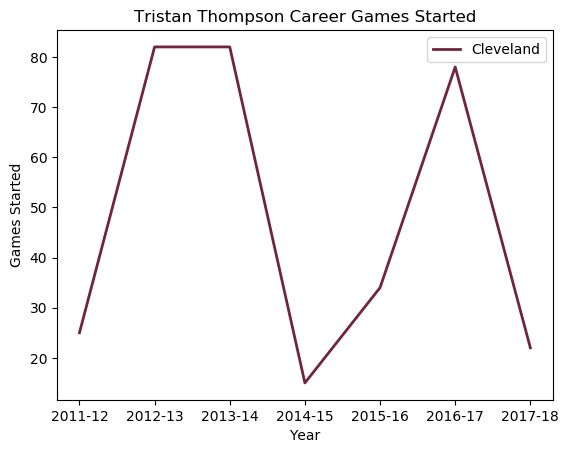 Tristan Thompson Career Games Started
Cleveland
80
70
60
50
40
30
20
Games Started
2011-12 2012-13 2013-14 2014-15 2015-16 2016-17 2017-18
Year